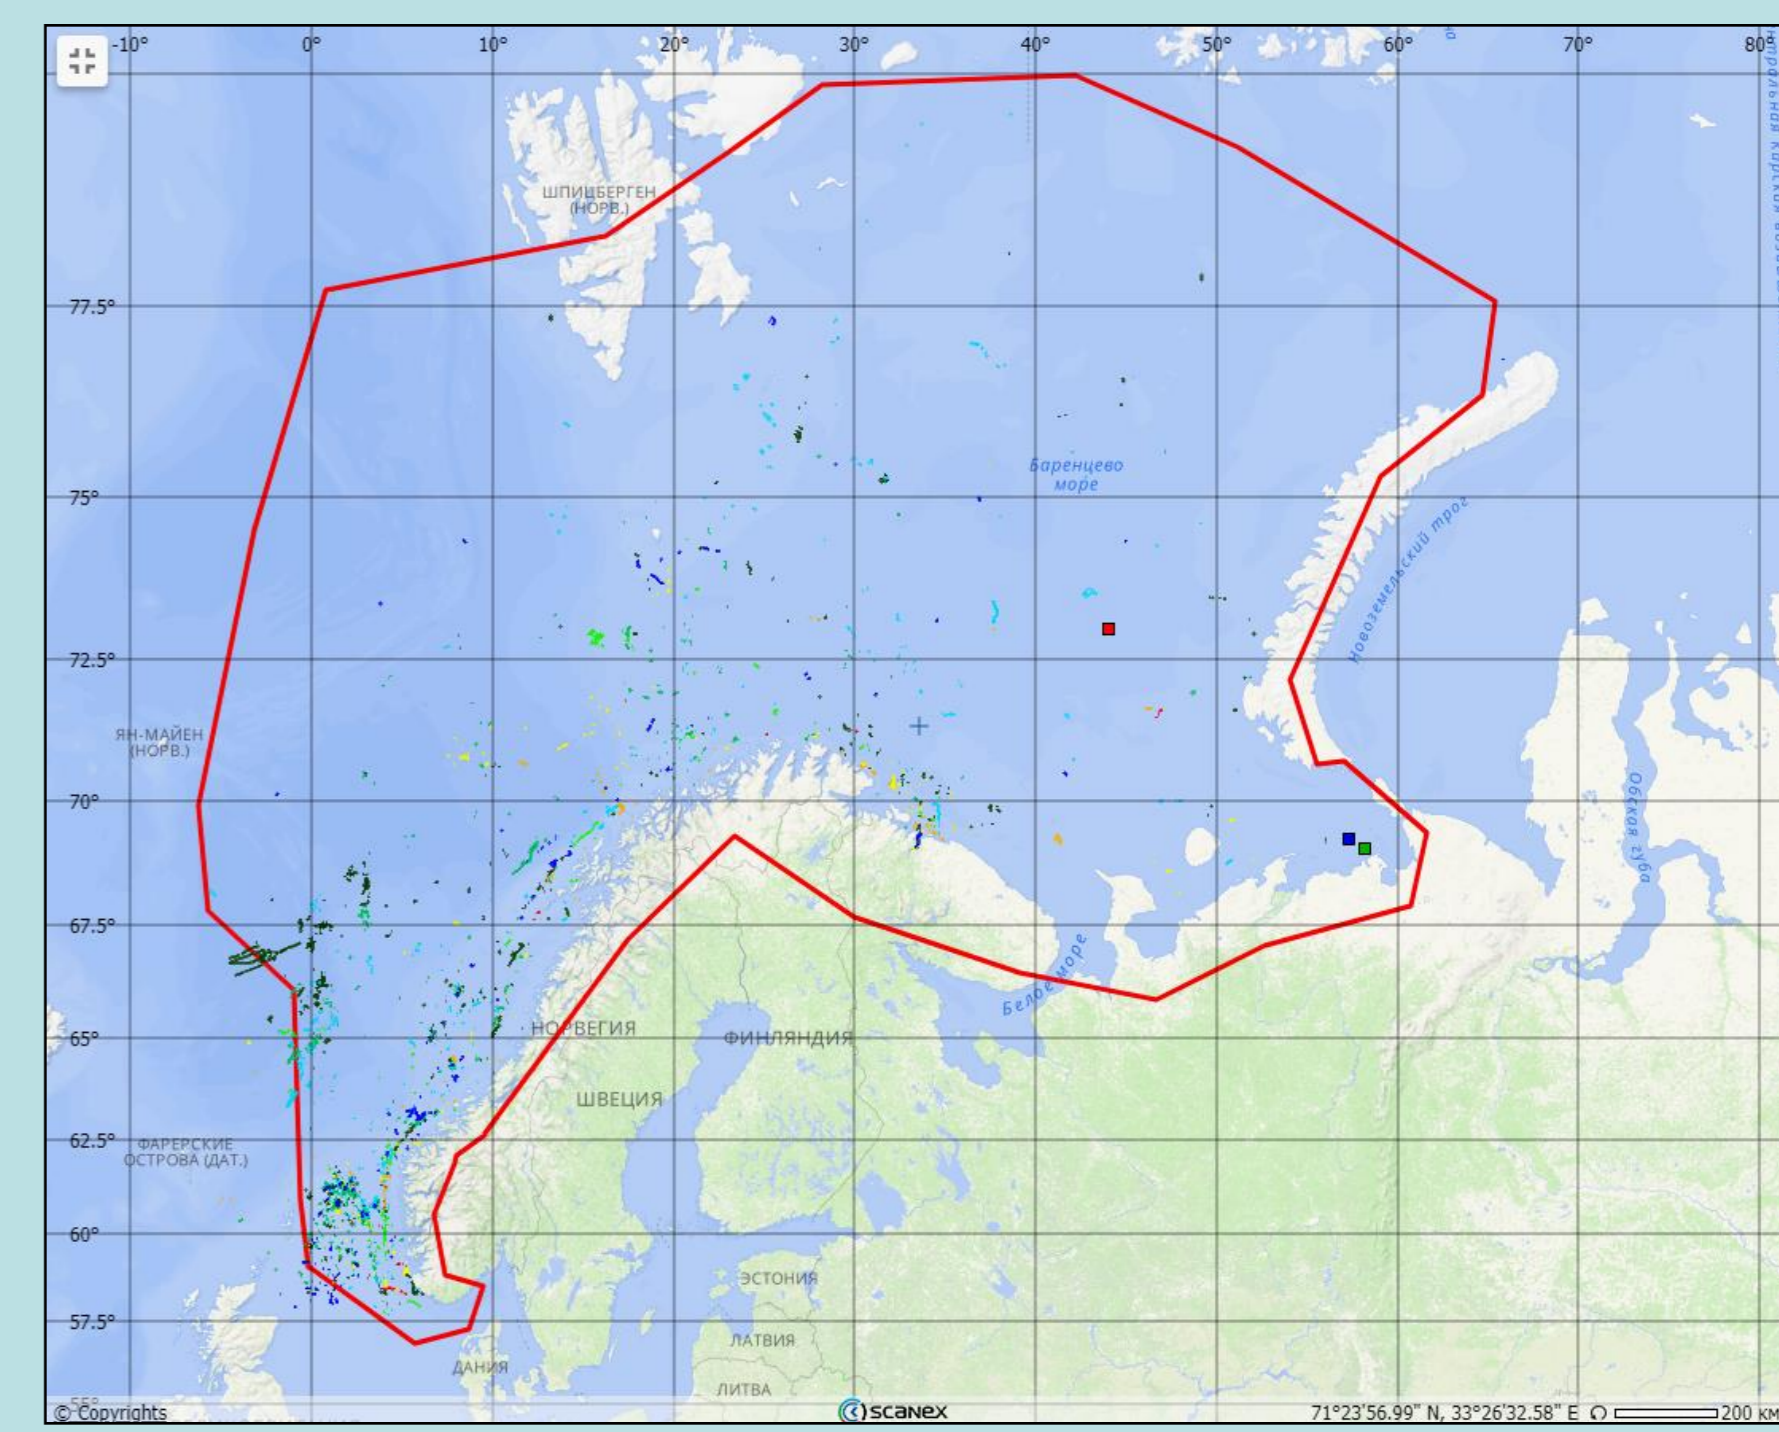 -10° 0° 10° 20° 30° 40° 50° 60° 70° 80°
ШПИЦБЕРГЕН
(НОРВ.)
77.5°
Баренцево
море
75°
Новоземельский трог
72.5°
ЯН-МАЙЕН
(НОРВ.)
70°
Обская губа
67.5°
Белое море
НОРВЕГИЯ
ФИНЛЯНДИЯ
65°
ШВЕЦИЯ
62.5°
ФАРЕРСКИЕ
ОСТРОВА (ДАТ.)
60°
ЭСТОНИЯ
57.5°
ЛАТВИЯ
ДАНИЯ
ЛИТВА
55°
© Copyrights
scanex
71°23'56.99" N, 33°26'32.58" E
200 км